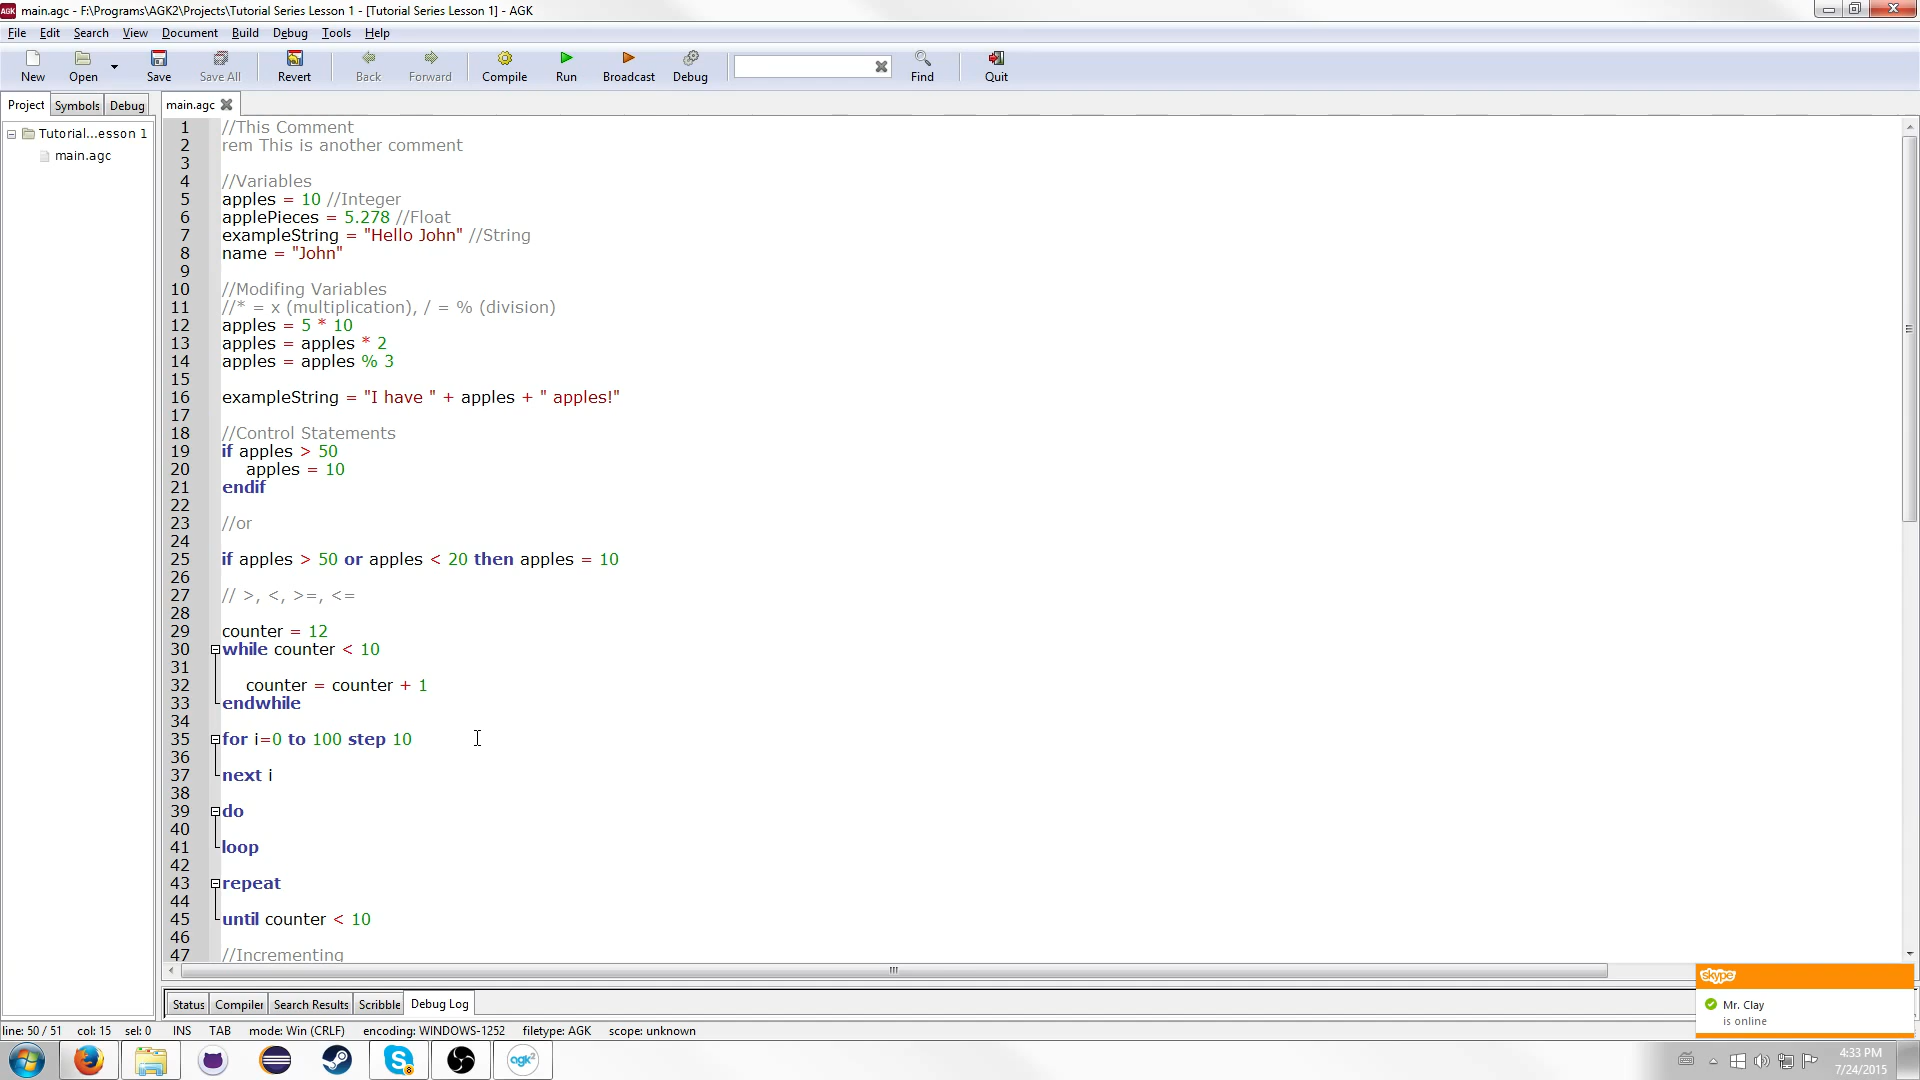 AGK main.agc - F:\Programs\AGK2\Projects\Tutorial Series Lesson 1 - [Tutorial Series Lesson 1] - AGK
File Edit Search View Document Build Debug Tools Help
New Open Save Save All Revert Back Forward Compile Run Broadcast Debug Find Quit
Project Symbols Debug main.agc
Tutorial...esson 1
main.agc
1 //This Comment
2 rem This is another comment
3
4 //Variables
5 apples = 10 //Integer
6 applePieces = 5.278 //Float
7 exampleString = "Hello John" //String
8 name = "John"
9
10 //Modifing Variables
11 //* = x (multiplication), / = % (division)
12 apples = 5 * 10
13 apples = apples * 2
14 apples = apples % 3
15
16 exampleString = "I have " + apples + " apples!"
17
18 //Control Statements
19 if apples > 50
20 apples = 10
21 endif
22
23 //or
24
25 if apples > 50 or apples < 20 then apples = 10
26
27 // >, <, >=, <=
28
29 counter = 12
30 while counter < 10
31
32 counter = counter + 1
33 endwhile
34
35 for i=0 to 100 step 10
36
37 next i
38
39 do
40
41 loop
42
43 repeat
44
45 until counter < 10
46
47 //Incrementing
skype
Mr. Clay
is online
Status Compiler Search Results Scribble Debug Log
line: 50 / 51 col: 15 sel: 0 INS TAB mode: Win (CRLF) encoding: WINDOWS-1252 filetype: AGK scope: unknown
S 8 agk2
4:33 PM
7/24/2015